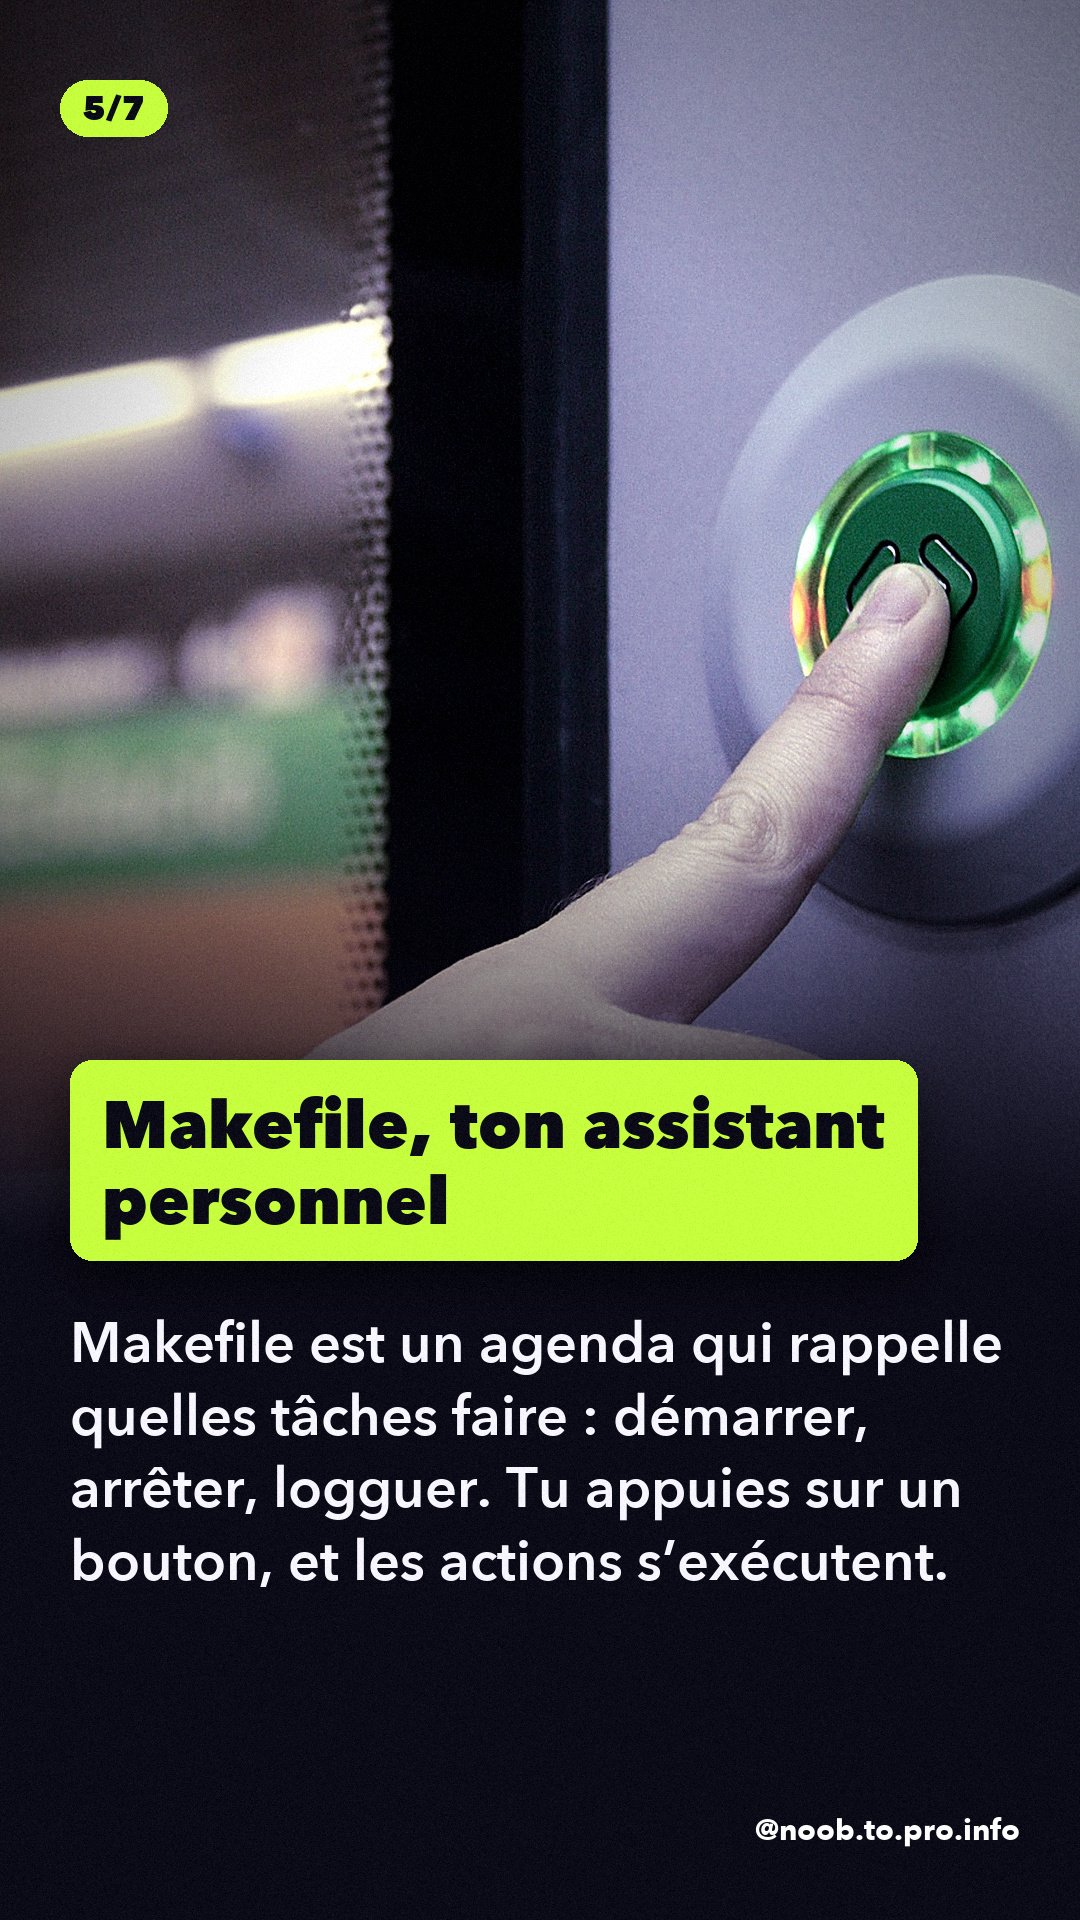 5/7
Makefile, ton assistant
personnel
Makefile est un agenda qui rappelle
quelles tâches faire : démarrer,
arrêter, logguer. Tu appuies sur un
bouton, et les actions s’exécutent.
@noob.to.pro.info